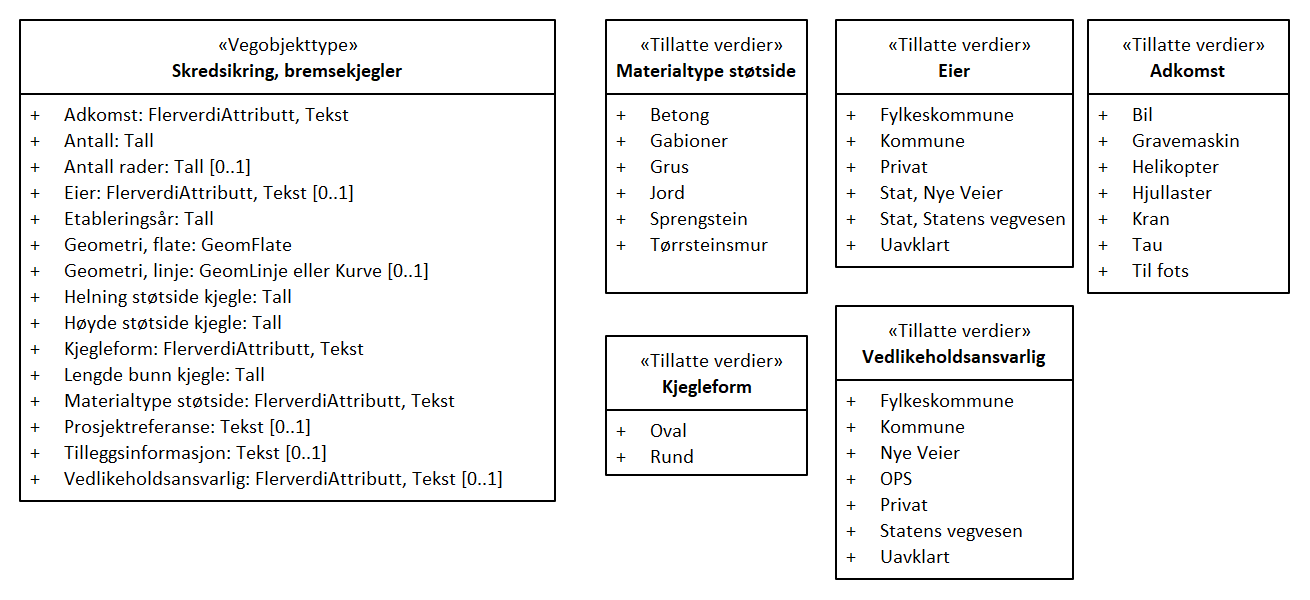 «Vegobjekttype»
Skredsikring, bremsekjegler
+ Adkomst: FlerverdiAttributt, Tekst
+ Antall: Tall
+ Antall rader: Tall [0..1]
+ Eier: FlerverdiAttributt, Tekst [0..1]
+ Etableringsår: Tall
+ Geometri, flate: GeomFlate
+ Geometri, linje: GeomLinje eller Kurve [0..1]
+ Helning støtside kjegle: Tall
+ Høyde støtside kjegle: Tall
+ Kjegleform: FlerverdiAttributt, Tekst
+ Lengde bunn kjegle: Tall
+ Materialtype støtside: FlerverdiAttributt, Tekst
+ Prosjektreferanse: Tekst [0..1]
+ Tilleggsinformasjon: Tekst [0..1]
+ Vedlikeholdsansvarlig: FlerverdiAttributt, Tekst [0..1]
«Tillatte verdier»
Materialtype støtside
+ Betong
+ Gabioner
+ Grus
+ Jord
+ Sprengstein
+ Tørrsteinsmur
«Tillatte verdier»
Kjegleform
+ Oval
+ Rund
«Tillatte verdier»
Eier
+ Fylkeskommune
+ Kommune
+ Privat
+ Stat, Nye Veier
+ Stat, Statens vegvesen
+ Uavklart
«Tillatte verdier»
Vedlikeholdsansvarlig
+ Fylkeskommune
+ Kommune
+ Nye Veier
+ OPS
+ Privat
+ Statens vegvesen
+ Uavklart
«Tillatte verdier»
Adkomst
+ Bil
+ Gravemaskin
+ Helikopter
+ Hjullaster
+ Kran
+ Tau
+ Til fots